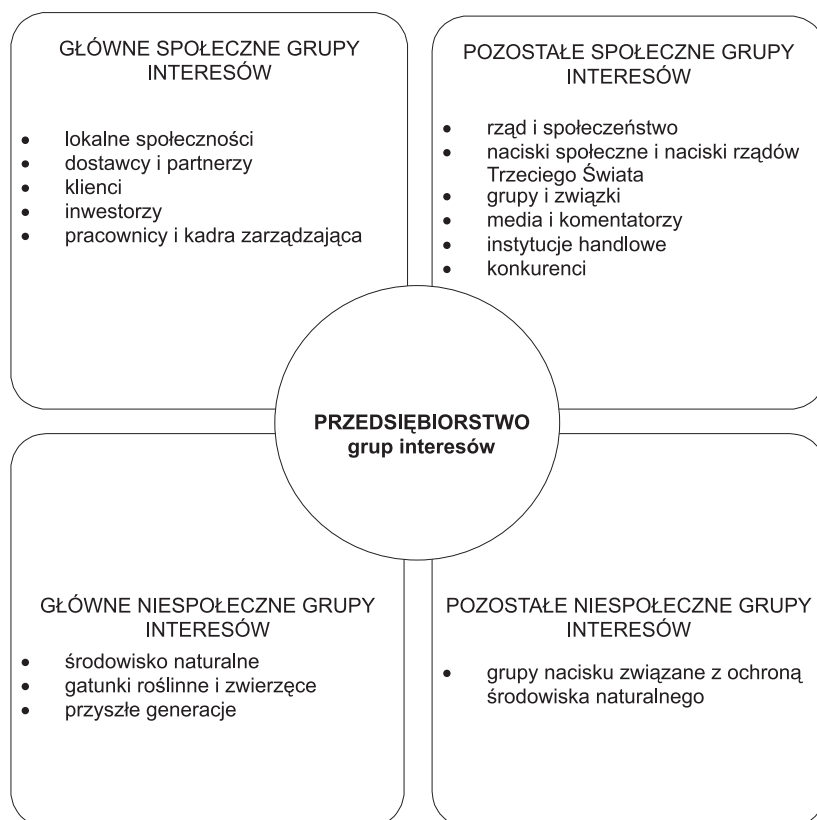 GŁÓWNE SPOŁECZNE GRUPY
INTERESÓW
• lokalne społeczności
• dostawcy i partnerzy
• klienci
• inwestorzy
• pracownicy i kadra zarządzająca
POZOSTAŁE SPOŁECZNE GRUPY
INTERESÓW
• rząd i społeczeństwo
• naciski społeczne i naciski rządów
Trzeciego Świata
• grupy i związki
• media i komentatorzy
• instytucje handlowe
• konkurenci
PRZEDSIĘBIORSTWO
grup interesów
GŁÓWNE NIESPOŁECZNE GRUPY
INTERESÓW
• środowisko naturalne
• gatunki roślinne i zwierzęce
• przyszłe generacje
POZOSTAŁE NIESPOŁECZNE GRUPY
INTERESÓW
• grupy nacisku związane z ochroną
środowiska naturalnego